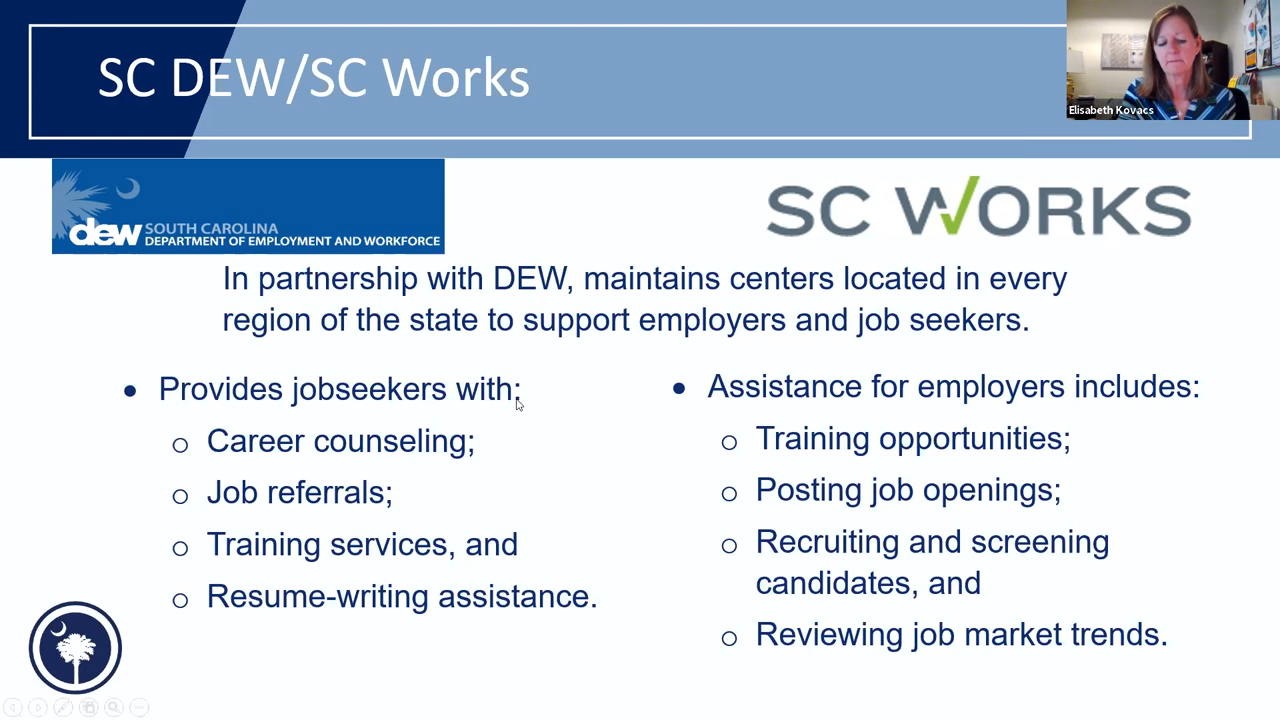 SC DEW/SC Works
Elisabeth Kovacs
dew SOUTH CAROLINA
DEPARTMENT OF EMPLOYMENT AND WORKFORCE
SC WORKS
In partnership with DEW, maintains centers located in every
region of the state to support employers and job seekers.
• Provides jobseekers with:
o Career counseling;
o Job referrals;
o Training services, and
o Resume-writing assistance.
• Assistance for employers includes:
o Training opportunities;
o Posting job openings;
o Recruiting and screening
candidates, and
o Reviewing job market trends.